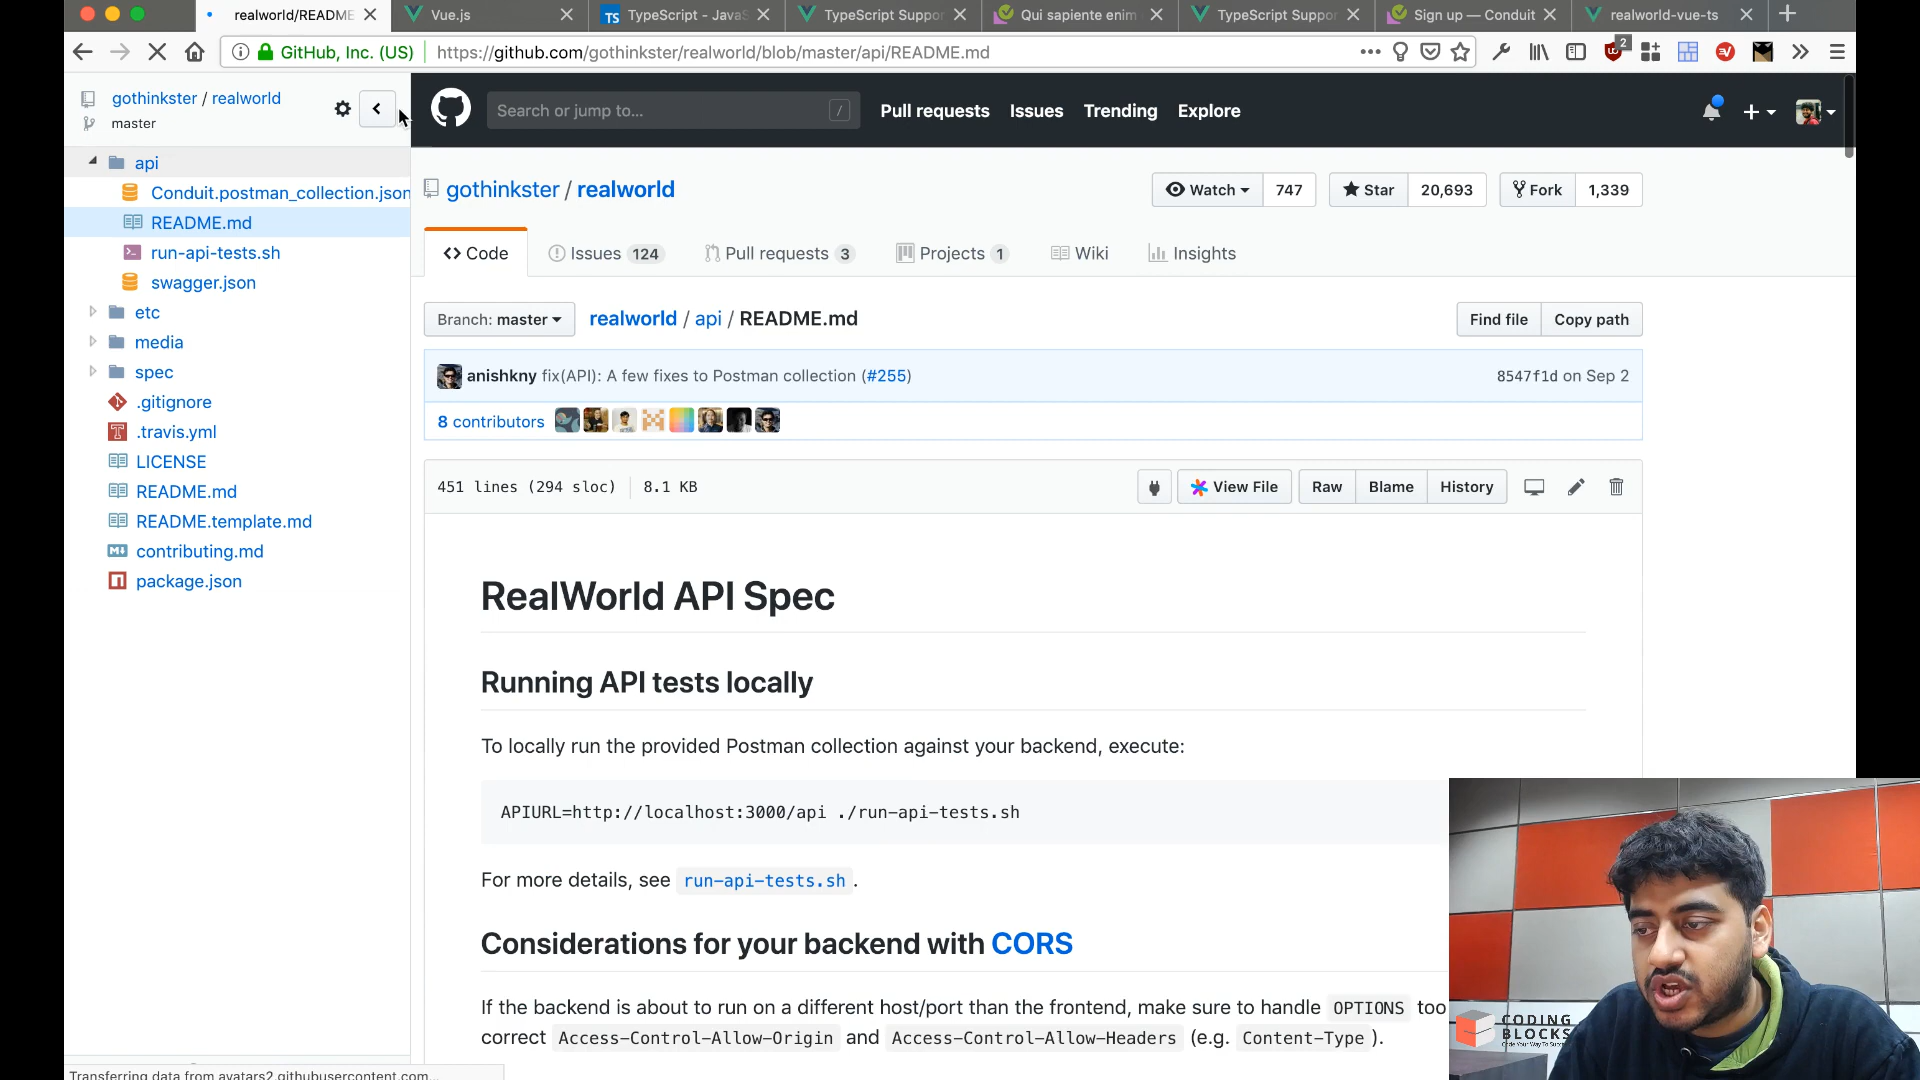 realworld/README
Vue.js
TS TypeScript - JavaS
TypeScript Suppor
Qui sapiente enim
TypeScript Suppor
Sign up — Conduit
realworld-vue-ts
GitHub, Inc. (US)
https://github.com/gothinkster/realworld/blob/master/api/README.md
2
gothinkster / realworld
master
api
Conduit.postman_collection.json
README.md
run-api-tests.sh
swagger.json
etc
media
spec
.gitignore
.travis.yml
LICENSE
README.md
README.template.md
contributing.md
package.json
Search or jump to... /
Pull requests Issues Trending Explore
gothinkster / realworld
Watch 747 Star 20,693 Fork 1,339
Code Issues 124 Pull requests 3 Projects 1 Wiki Insights
Branch: master realworld / api / README.md Find file Copy path
anishkny fix(API): A few fixes to Postman collection (#255) 8547f1d on Sep 2
8 contributors
451 lines (294 sloc) 8.1 KB View File Raw Blame History
RealWorld API Spec
Running API tests locally
To locally run the provided Postman collection against your backend, execute:
APIURL=http://localhost:3000/api ./run-api-tests.sh
For more details, see run-api-tests.sh.
Considerations for your backend with CORS
If the backend is about to run on a different host/port than the frontend, make sure to handle OPTIONS too
correct Access-Control-Allow-Origin and Access-Control-Allow-Headers (e.g. Content-Type ).
Transferring data from avatars2.githubusercontent.com...
CODING
BLOCKS